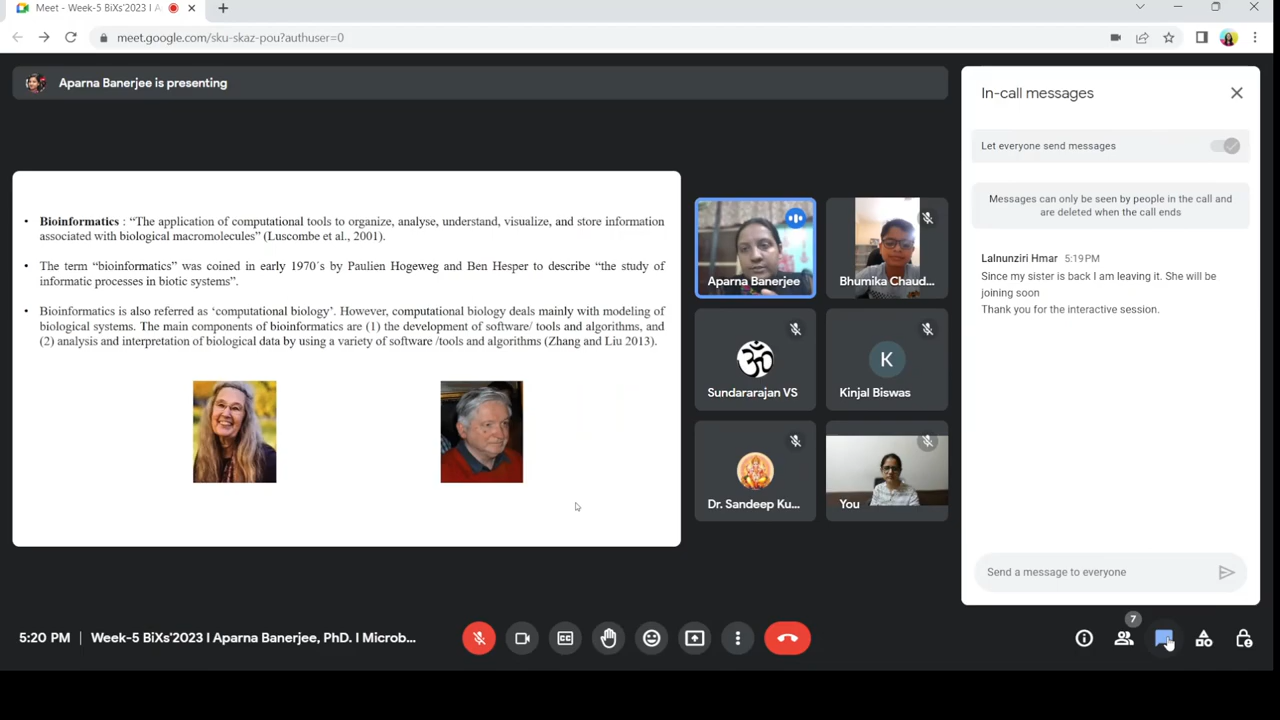 Meet - Week-5 BiXs'2023 I A
meet.google.com/sku-skaz-pou?authuser=0
Aparna Banerjee is presenting
• Bioinformatics : “The application of computational tools to organize, analyse, understand, visualize, and store information
associated with biological macromolecules” (Luscombe et al., 2001).
• The term “bioinformatics” was coined in early 1970´s by Paulien Hogeweg and Ben Hesper to describe “the study of
informatic processes in biotic systems”.
• Bioinformatics is also referred as ‘computational biology’. However, computational biology deals mainly with modeling of
biological systems. The main components of bioinformatics are (1) the development of software/ tools and algorithms, and
(2) analysis and interpretation of biological data by using a variety of software /tools and algorithms (Zhang and Liu 2013).
Aparna Banerjee
Bhumika Chaud...
ॐ
Sundararajan VS
K
Kinjal Biswas
Dr. Sandeep Ku...
You
In-call messages
Let everyone send messages
Messages can only be seen by people in the call and
are deleted when the call ends
Lalnunziri Hmar 5:19 PM
Since my sister is back I am leaving it. She will be
joining soon
Thank you for the interactive session.
Send a message to everyone
5:20 PM | Week-5 BiXs'2023 I Aparna Banerjee, PhD. I Microb...
CC
7